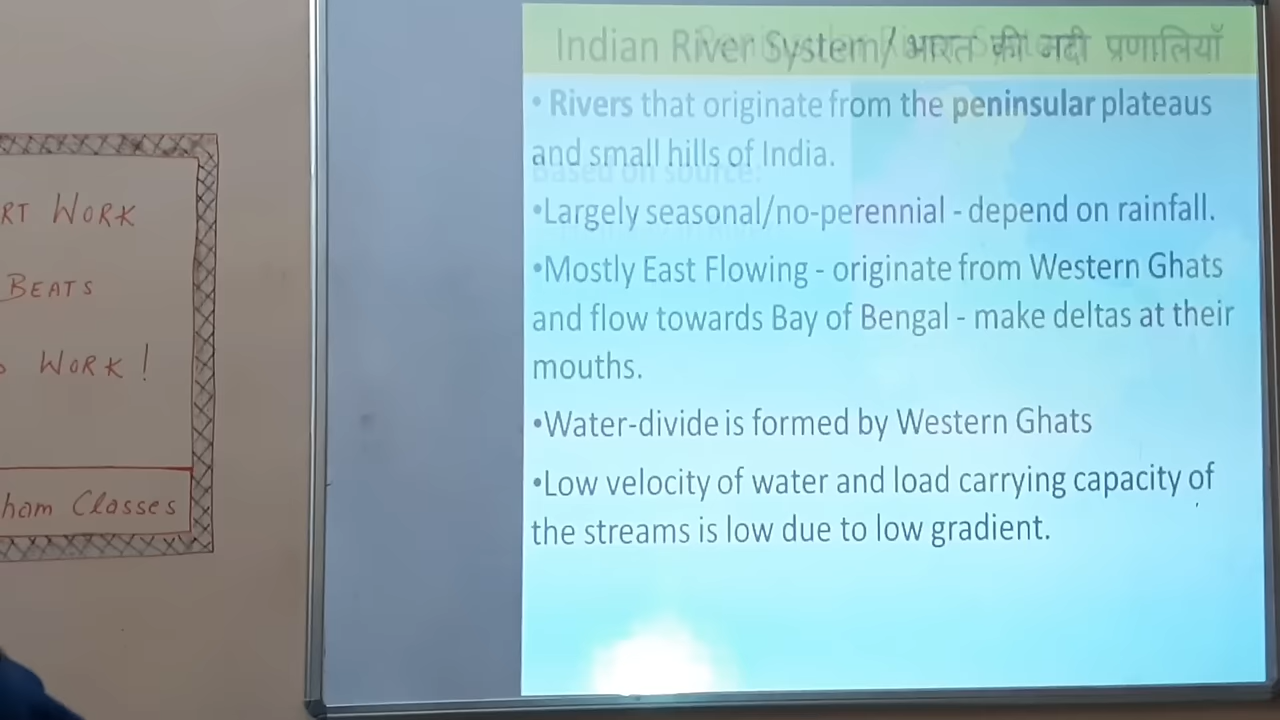 RT WORK
BEATS
WORK!
ham Classes
Indian River System/ भारत की नदी प्रणालियाँ
• Rivers that originate from the peninsular plateaus
and small hills of India.
Based on source:
•Largely seasonal/no-perennial - depend on rainfall.
•Mostly East Flowing - originate from Western Ghats
and flow towards Bay of Bengal - make deltas at their
mouths.
•Water-divide is formed by Western Ghats
•Low velocity of water and load carrying capacity of
the streams is low due to low gradient.